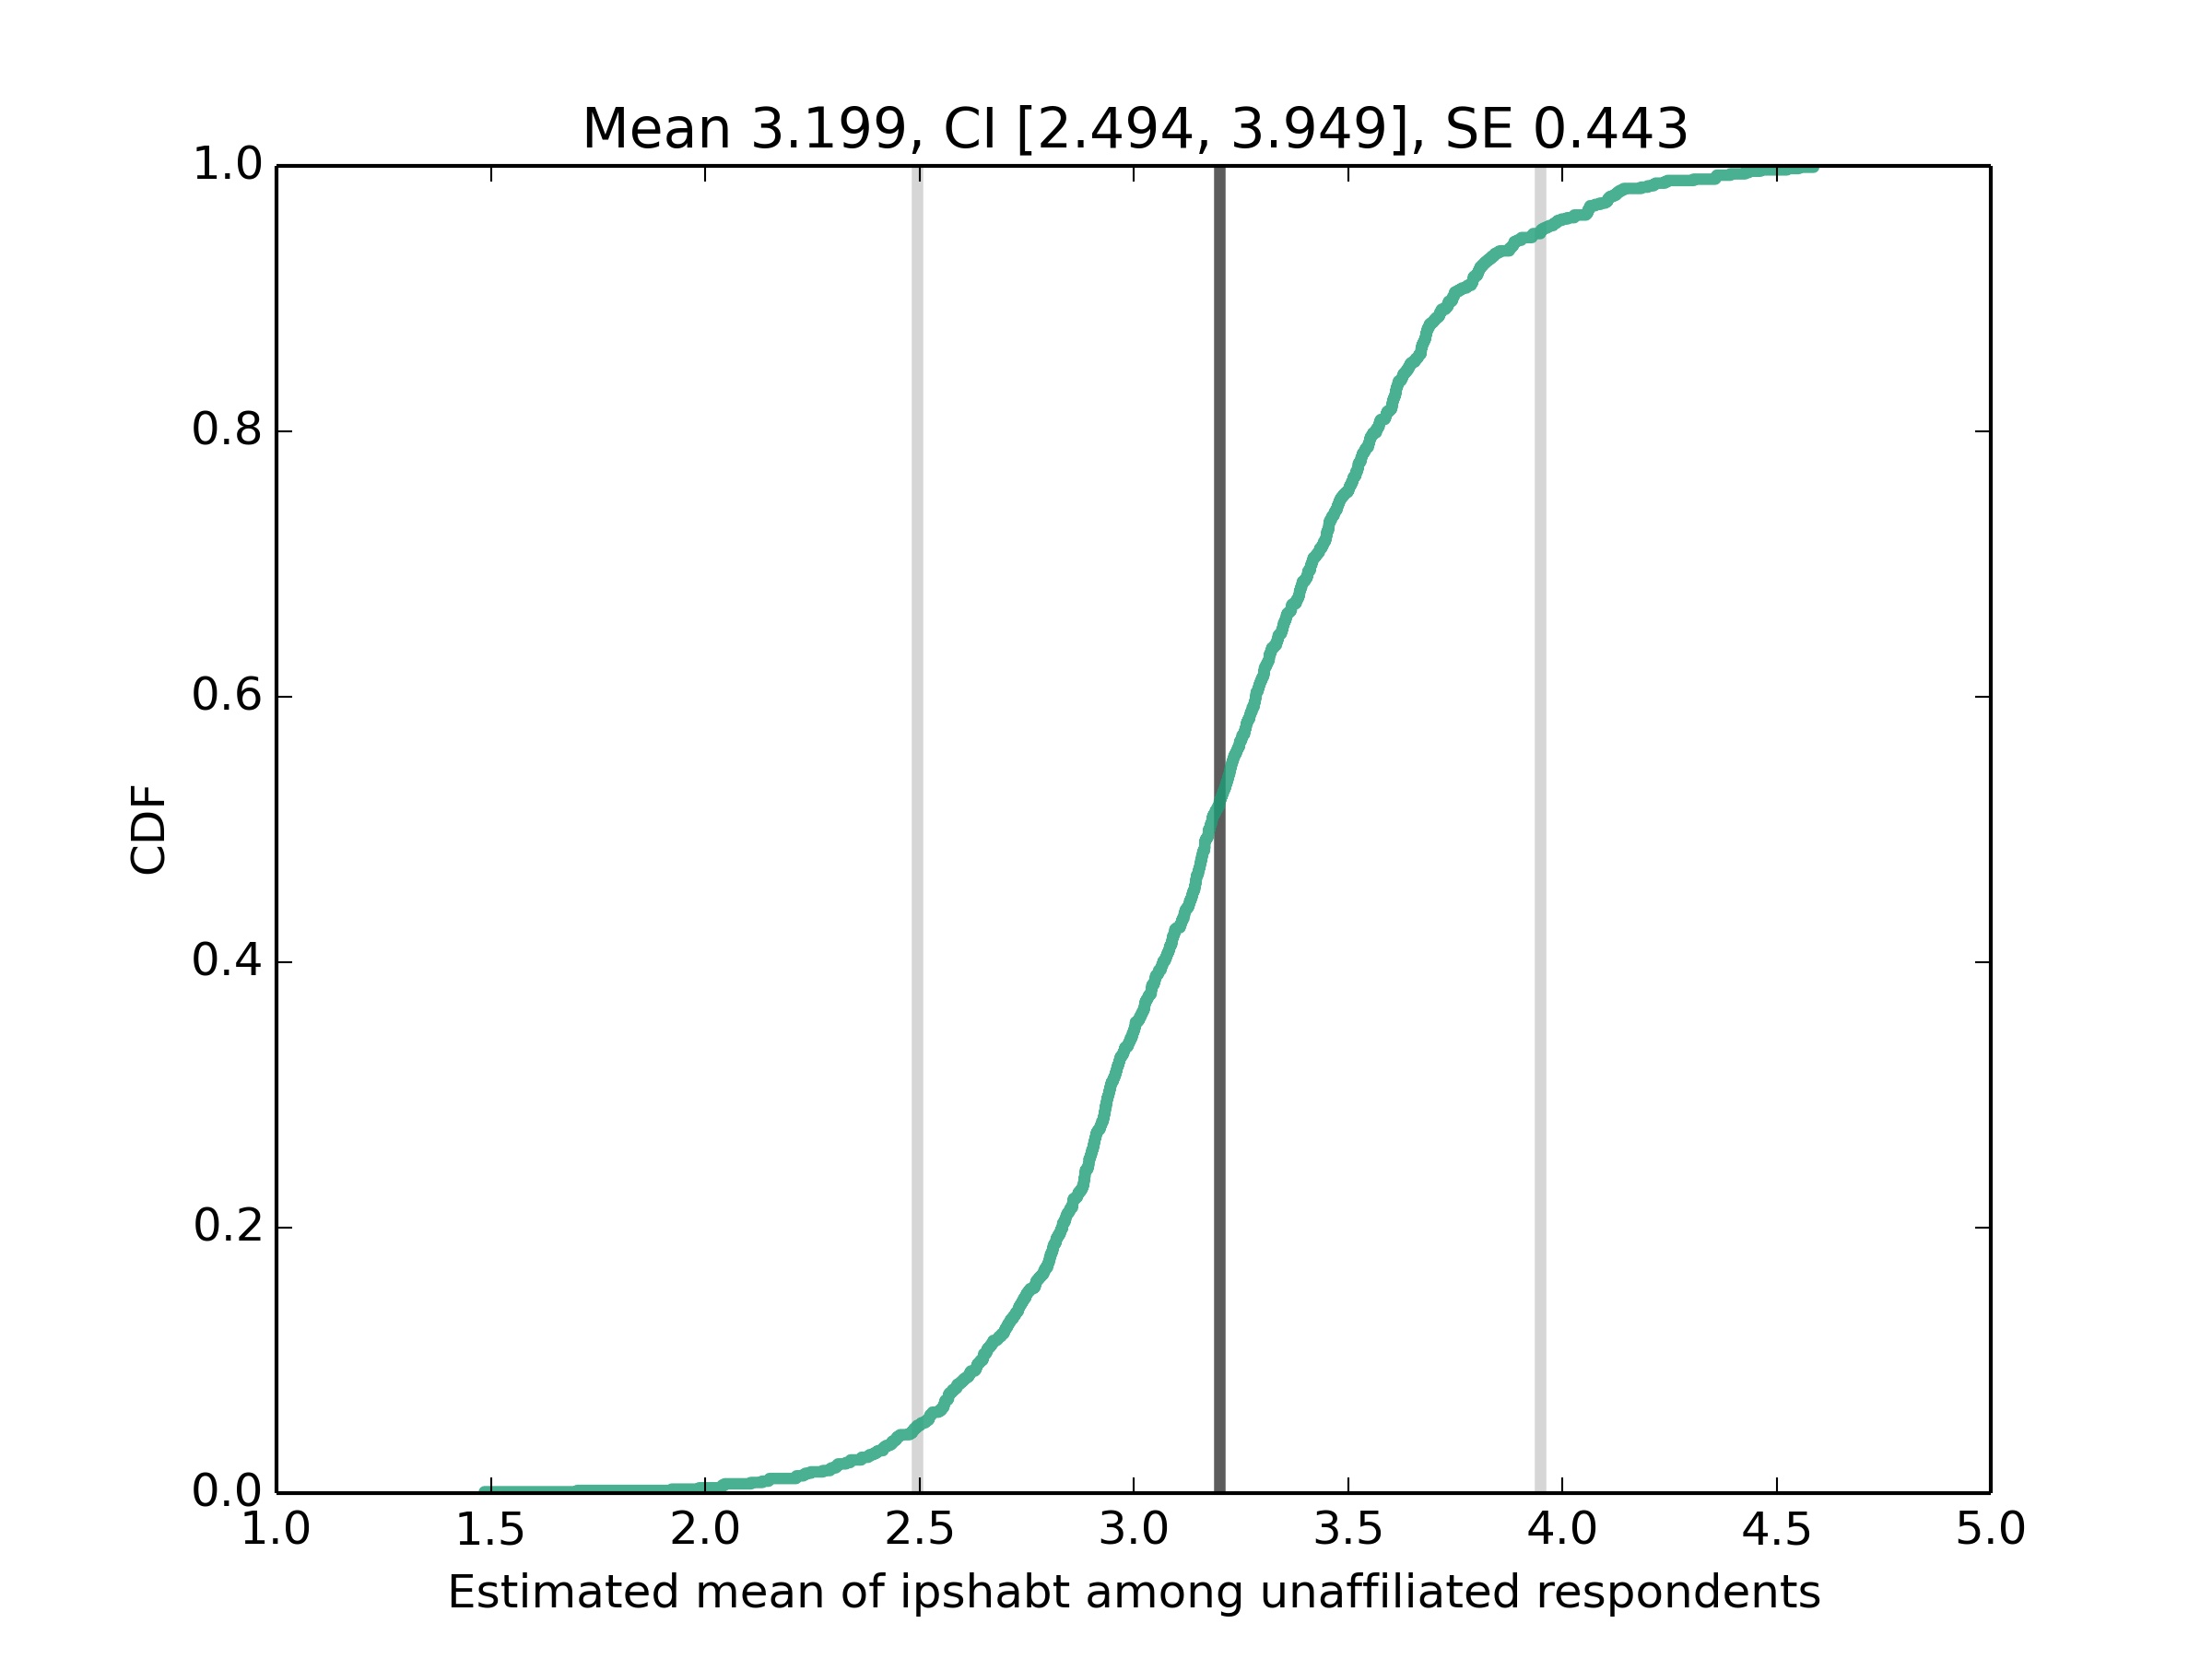 Mean 3.199, CI [2.494, 3.949], SE 0.443
1.0
0.8
0.6
0.4
0.2
0.0
CDF
1.0 1.5 2.0 2.5 3.0 3.5 4.0 4.5 5.0
Estimated mean of ipshabt among unaffiliated respondents